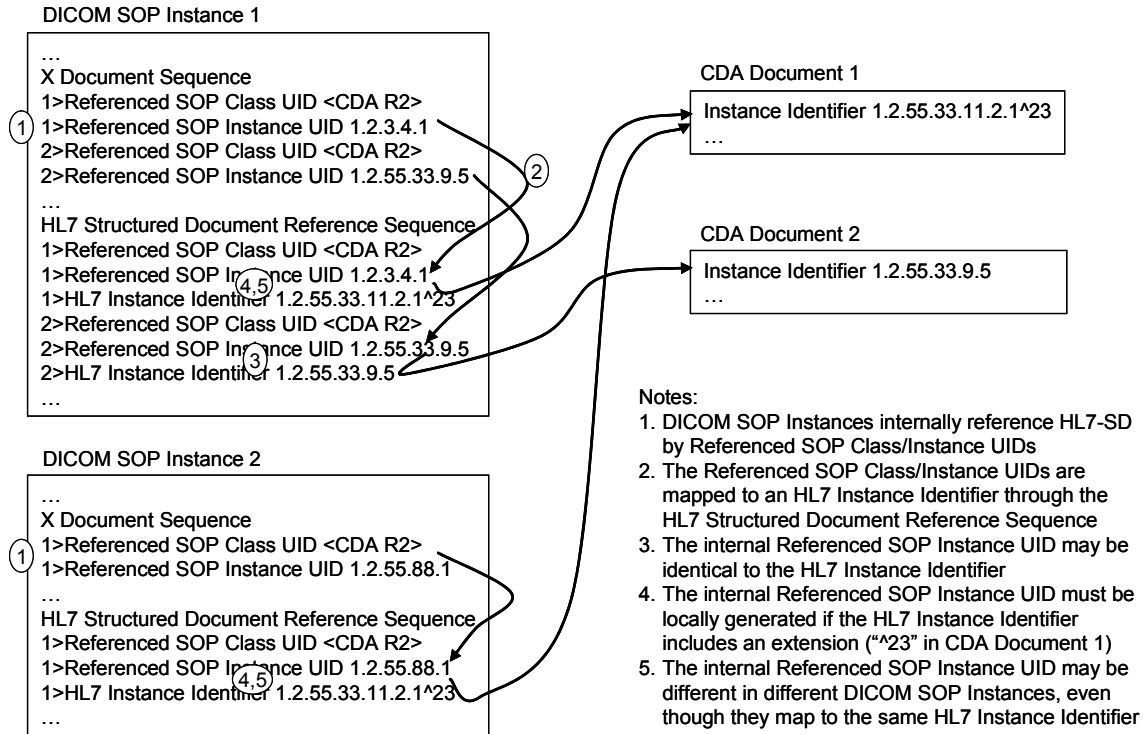 DICOM SOP Instance 1
…
X Document Sequence
1>Referenced SOP Class UID <CDA R2>
1>Referenced SOP Instance UID 1.2.3.4.1
2>Referenced SOP Class UID <CDA R2>
2>Referenced SOP Instance UID 1.2.55.33.9.5
…
HL7 Structured Document Reference Sequence
1>Referenced SOP Class UID <CDA R2>
1>Referenced SOP Instance UID 1.2.3.4.1
1>HL7 Instance Identifier 1.2.55.33.11.2.1^23
2>Referenced SOP Class UID <CDA R2>
2>Referenced SOP Instance UID 1.2.55.33.9.5
2>HL7 Instance Identifier 1.2.55.33.9.5
…
1
2
4,5
3
DICOM SOP Instance 2
…
X Document Sequence
1>Referenced SOP Class UID <CDA R2>
1>Referenced SOP Instance UID 1.2.55.88.1
…
HL7 Structured Document Reference Sequence
1>Referenced SOP Class UID <CDA R2>
1>Referenced SOP Instance UID 1.2.55.88.1
1>HL7 Instance Identifier 1.2.55.33.11.2.1^23
…
1
4,5
CDA Document 1
Instance Identifier 1.2.55.33.11.2.1^23
…
CDA Document 2
Instance Identifier 1.2.55.33.9.5
…
Notes:
1. DICOM SOP Instances internally reference HL7-SD
by Referenced SOP Class/Instance UIDs
2. The Referenced SOP Class/Instance UIDs are
mapped to an HL7 Instance Identifier through the
HL7 Structured Document Reference Sequence
3. The internal Referenced SOP Instance UID may be
identical to the HL7 Instance Identifier
4. The internal Referenced SOP Instance UID must be
locally generated if the HL7 Instance Identifier
includes an extension (“^23” in CDA Document 1)
5. The internal Referenced SOP Instance UID may be
different in different DICOM SOP Instances, even
though they map to the same HL7 Instance Identifier